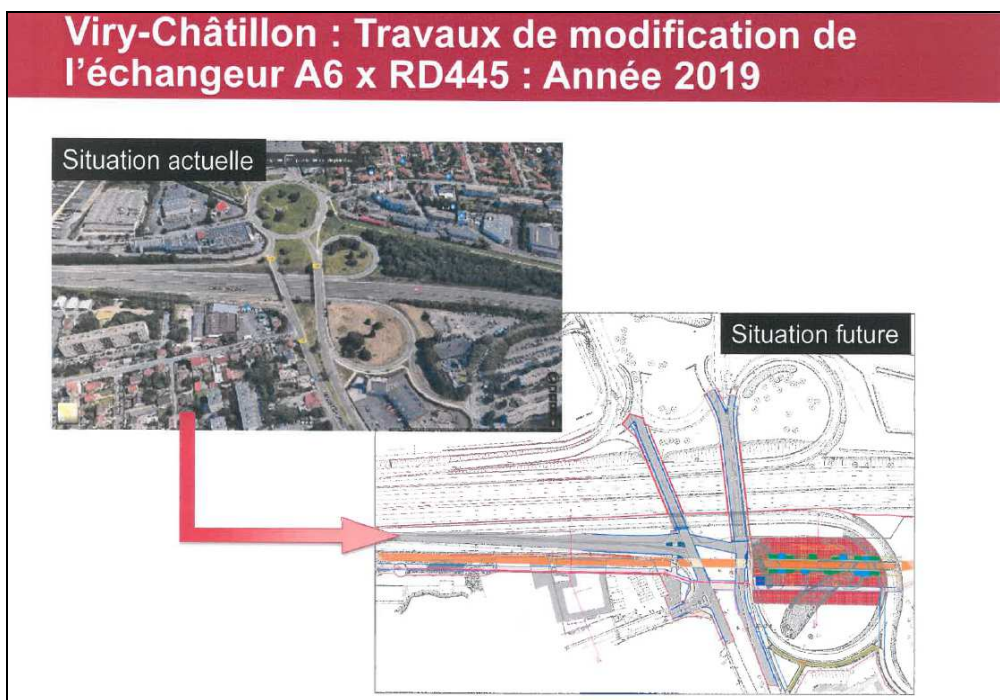 Viry-Châtillon : Travaux de modification de
l'échangeur A6 x RD445 : Année 2019
Situation actuelle
Situation future